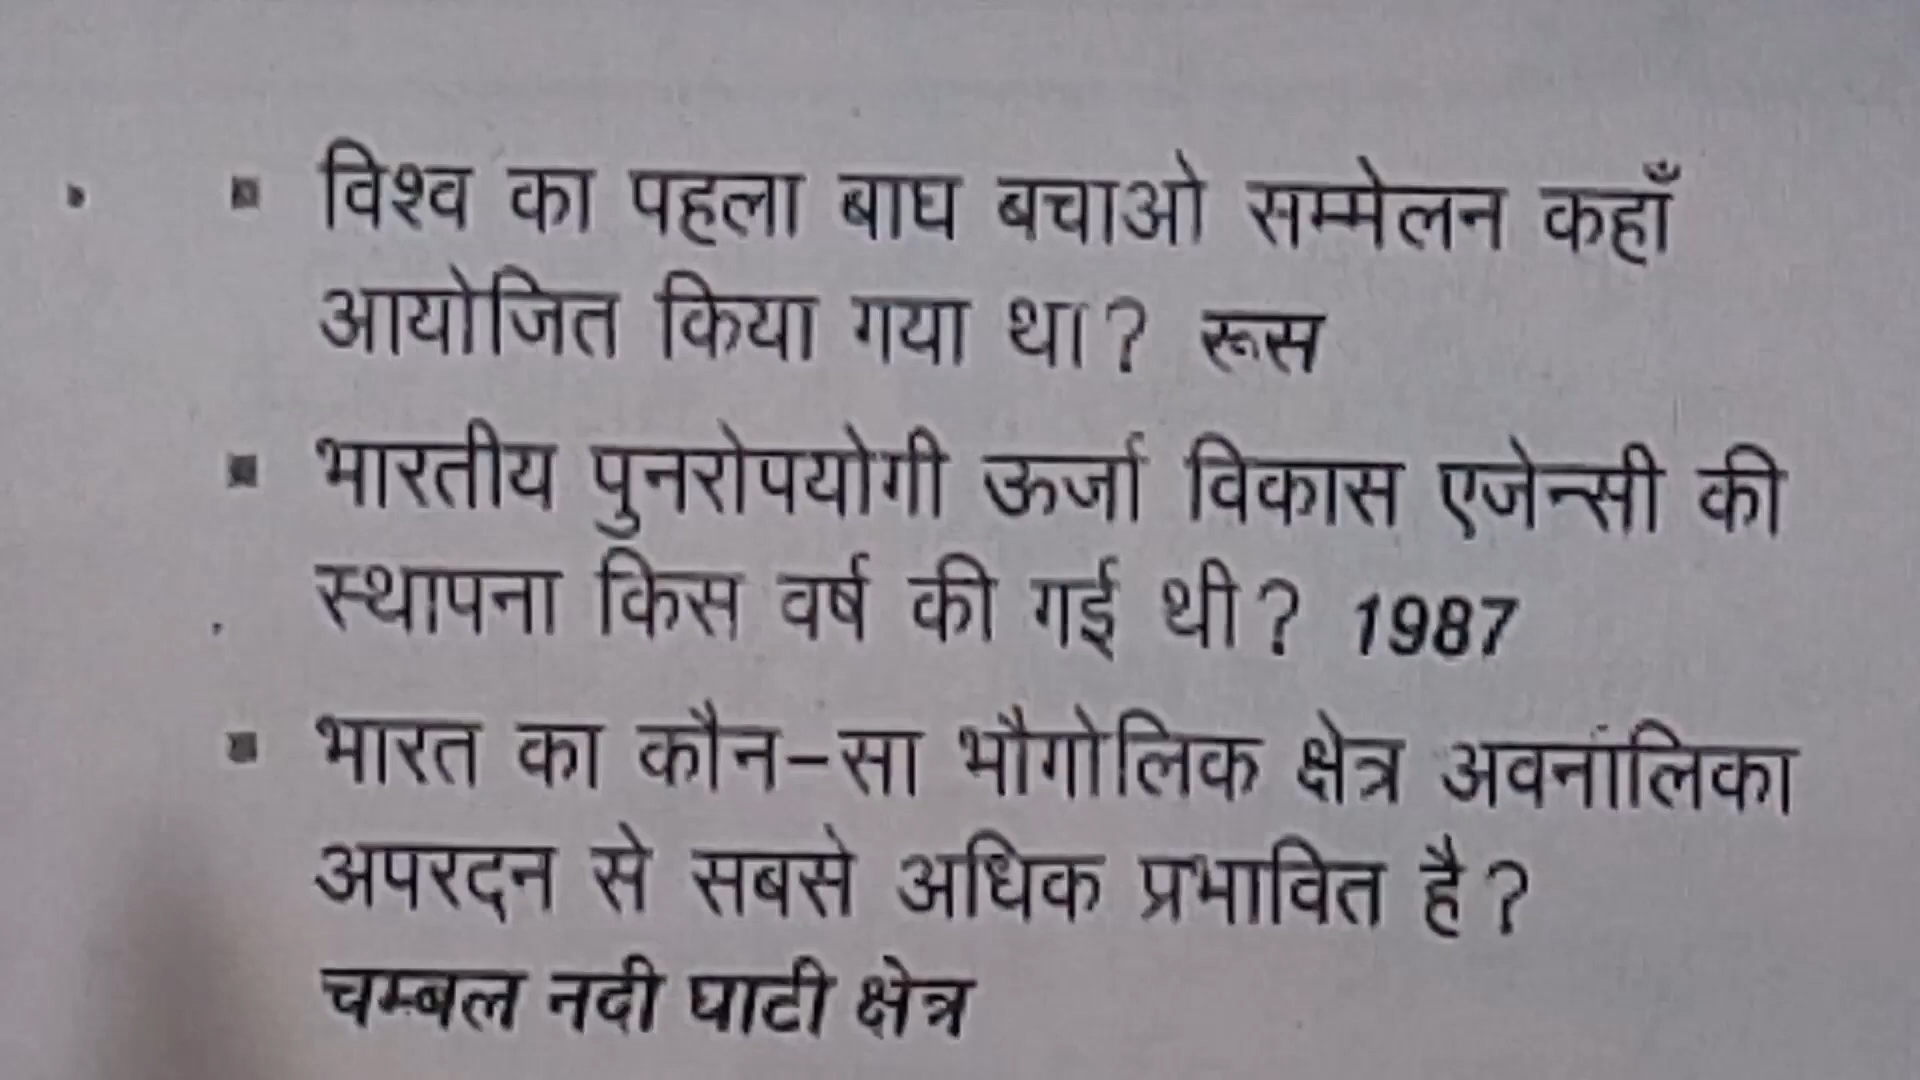 ▪ विश्व का पहला बाघ बचाओ सम्मेलन कहाँ
आयोजित किया गया था? रूस
▪ भारतीय पुनरोपयोगी ऊर्जा विकास एजेन्सी की
स्थापना किस वर्ष की गई थी? 1987
▪ भारत का कौन-सा भौगोलिक क्षेत्र अवनालिका
अपरदन से सबसे अधिक प्रभावित है?
चम्बल नदी घाटी क्षेत्र